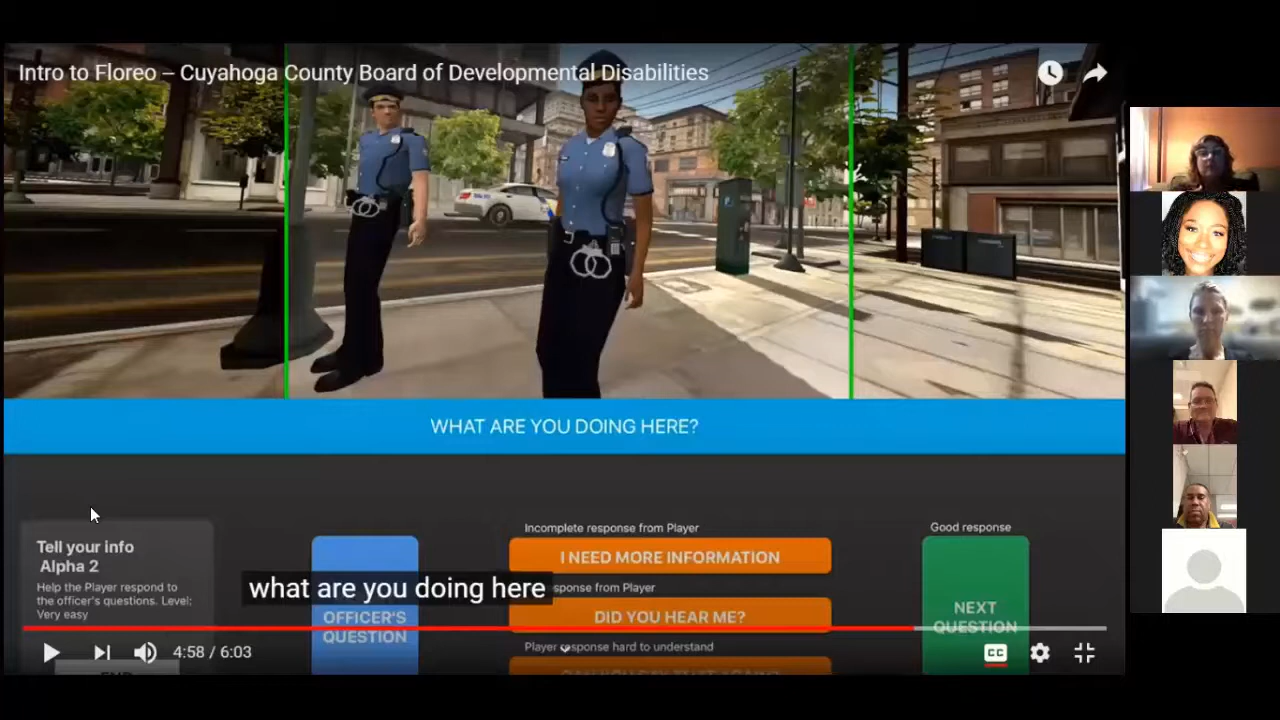 Intro to Floreo – Cuyahoga County Board of Developmental Disabilities
WHAT ARE YOU DOING HERE?
Tell your info
Alpha 2
Help the Player respond to
the officer's questions. Level:
Very easy
OFFICER'S
QUESTION
Incomplete response from Player
I NEED MORE INFORMATION
response from Player
DID YOU HEAR ME?
Player response hard to understand
Good response
NEXT
QUESTION
what are you doing here
4:58 / 6:03
CC